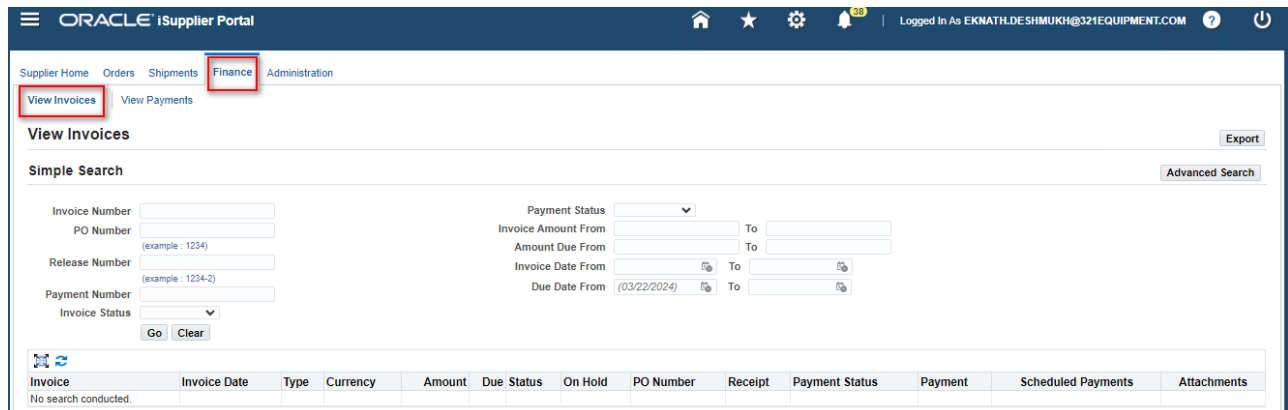 ORACLE iSupplier Portal 38 Logged In As EKNATH.DESHMUKH@321EQUIPMENT.COM ?
Supplier Home Orders Shipments Finance Administration
View Invoices View Payments
View Invoices
Export
Simple Search
Advanced Search
Invoice Number
PO Number
(example : 1234)
Release Number
(example : 1234-2)
Payment Number
Invoice Status
Go Clear
Payment Status
Invoice Amount From To
Amount Due From To
Invoice Date From To
Due Date From (03/22/2024) To
Invoice Invoice Date Type Currency Amount Due Status On Hold PO Number Receipt Payment Status Payment Scheduled Payments Attachments
No search conducted.